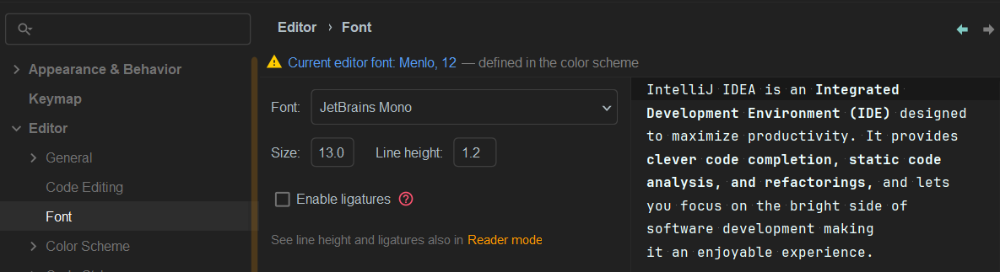 Editor › Font
Current editor font: Menlo, 12 — defined in the color scheme
Appearance & Behavior
Keymap
Editor
General
Code Editing
Font
Color Scheme
Font: JetBrains Mono
Size: 13.0 Line height: 1.2
Enable ligatures
See line height and ligatures also in Reader mode
IntelliJ IDEA is an Integrated
Development Environment (IDE) designed
to maximize productivity. It provides
clever code completion, static code
analysis, and refactorings, and lets
you focus on the bright side of
software development making
it an enjoyable experience.